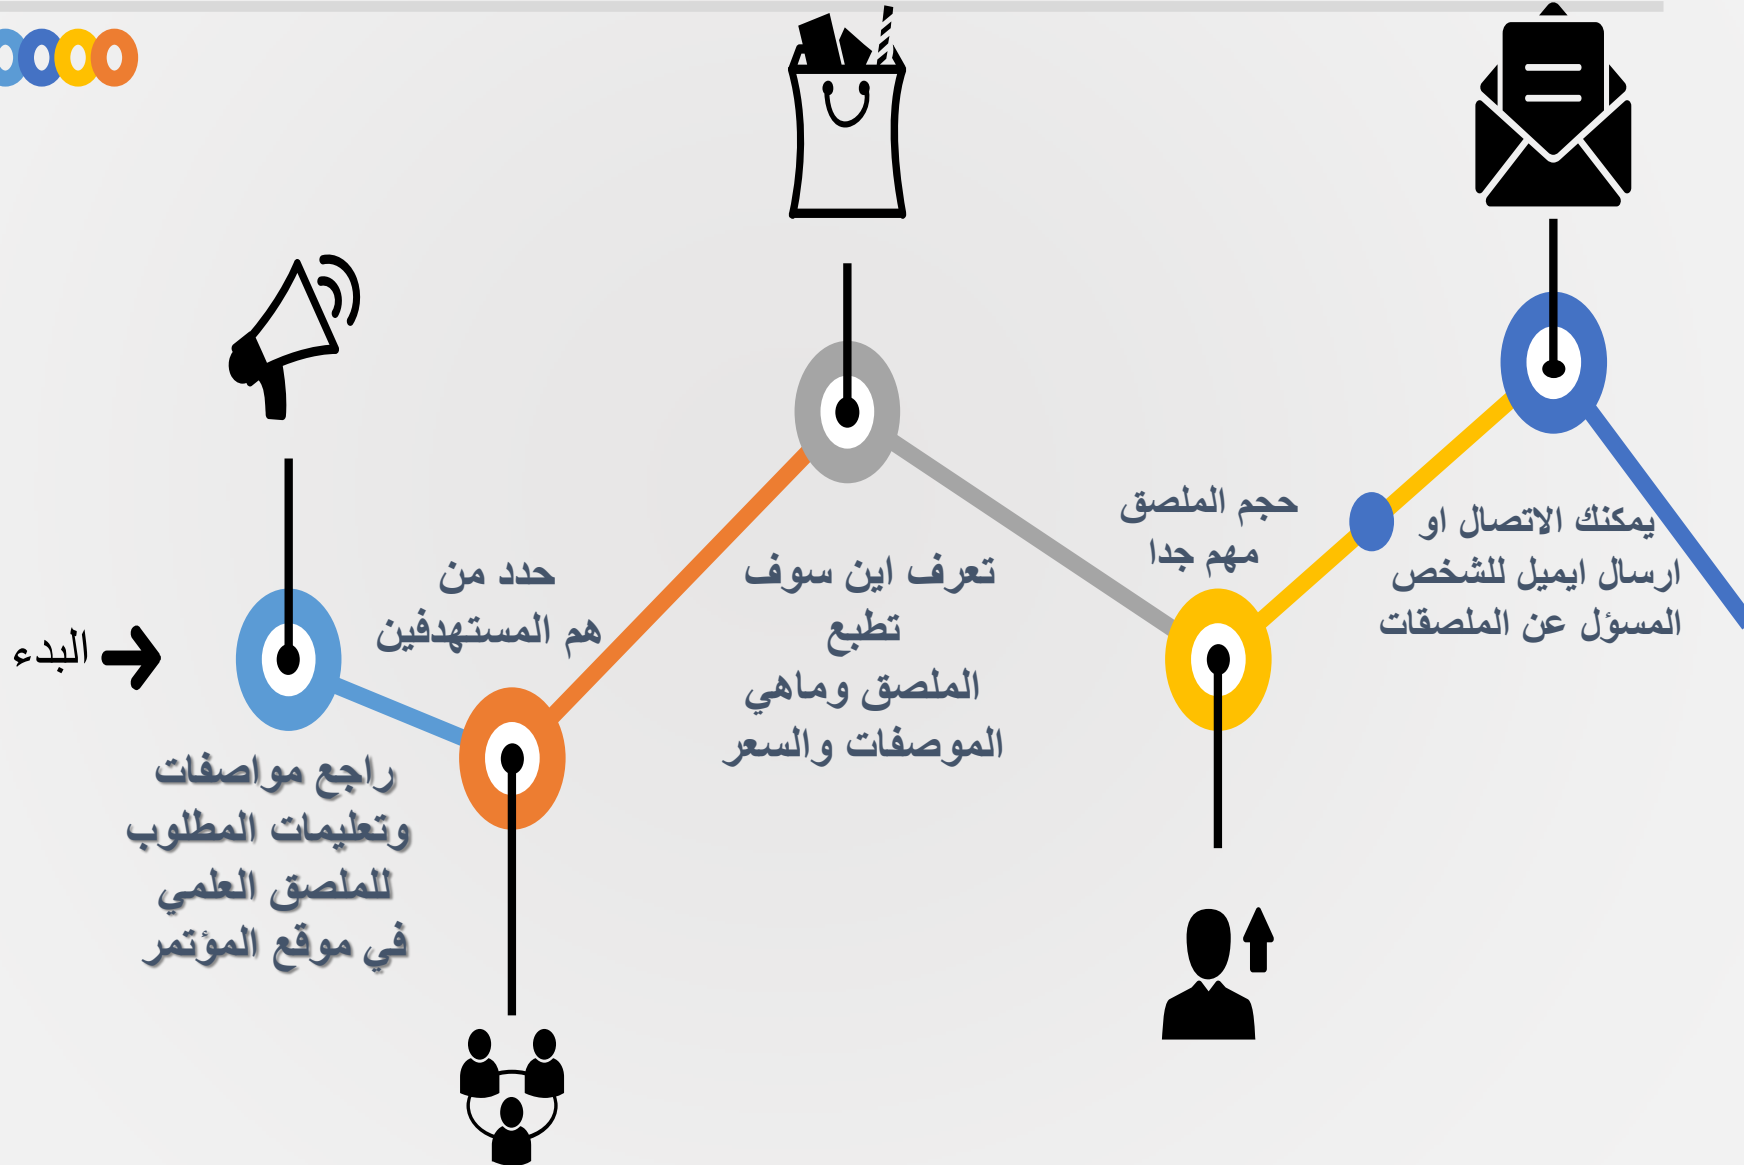 البدء
راجع مواصفات
وتعليمات المطلوب
للملصق العلمي
في موقع المؤتمر
حدد من
هم المستهدفين
تعرف اين سوف
تطبع
الملصق وماهي
الموصفات والسعر
حجم الملصق
مهم جدا
يمكنك الاتصال او
ارسال ايميل للشخص
المسؤل عن الملصقات